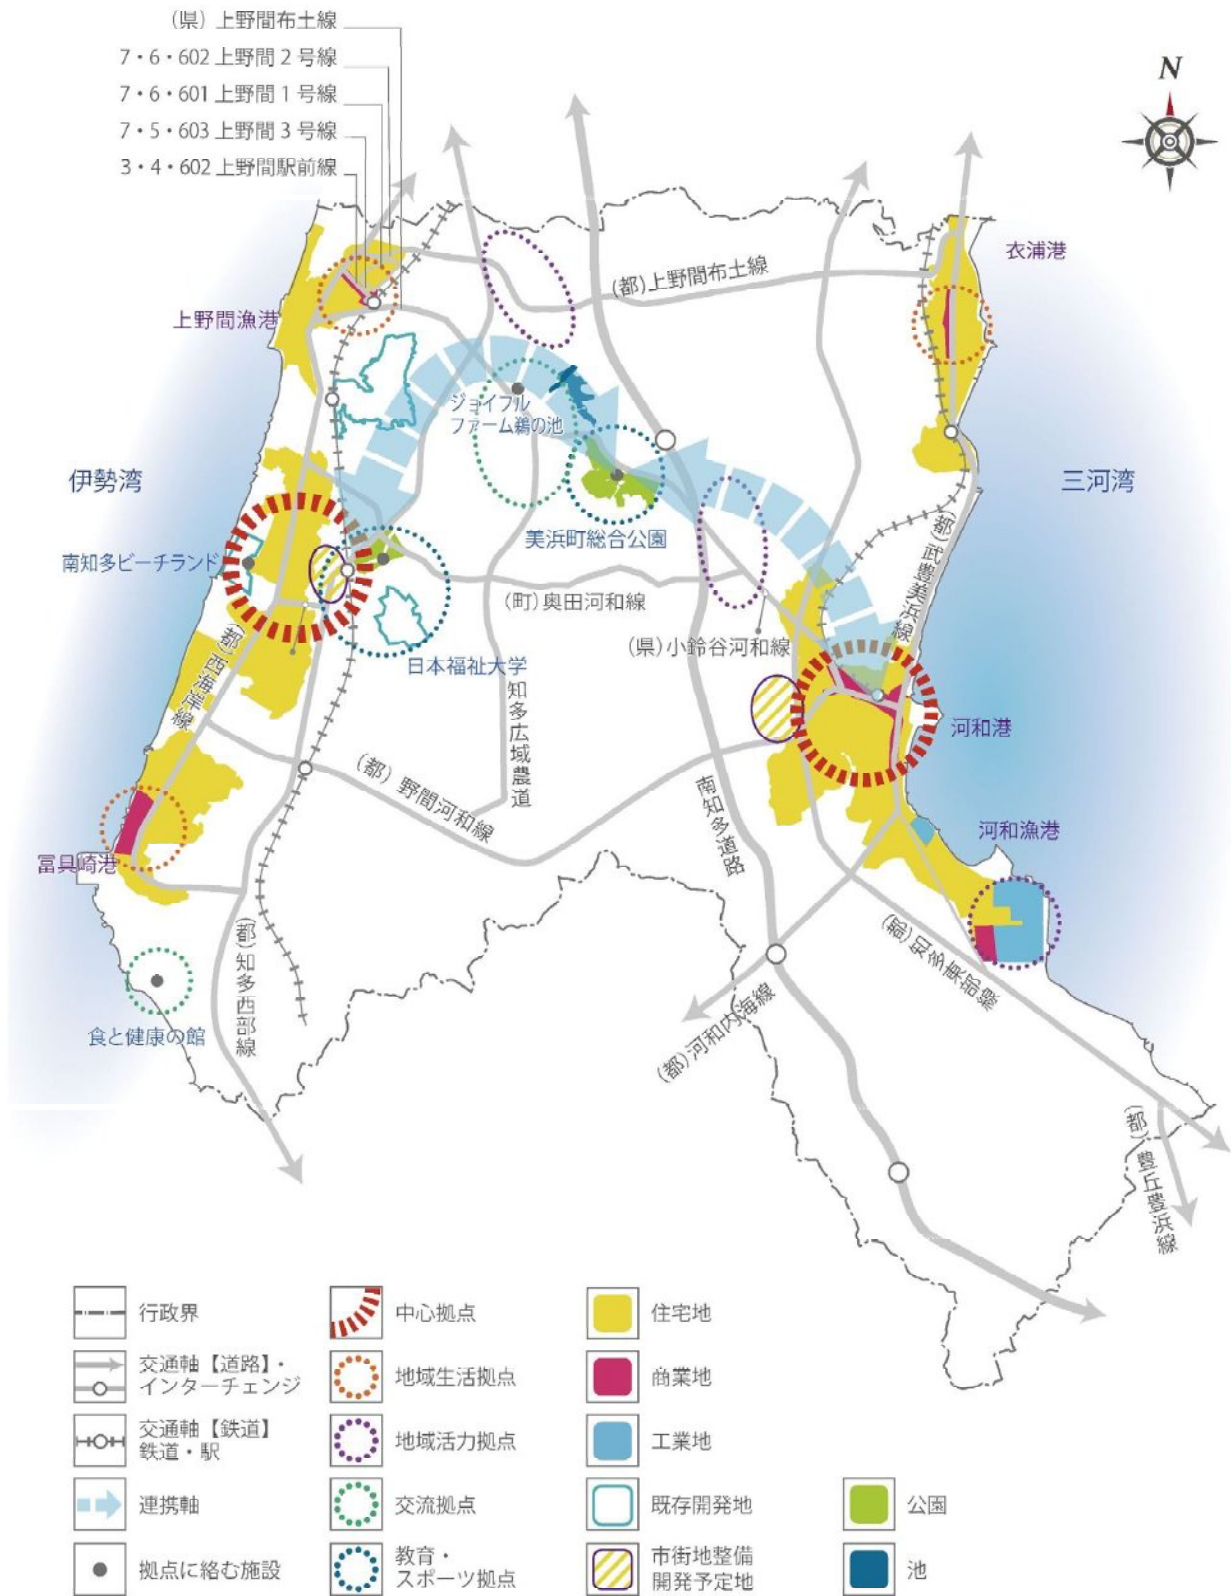 (県) 上野間布土線
7・6・602 上野間 2 号線
7・6・601 上野間 1 号線
7・5・603 上野間 3 号線
3・4・602 上野間駅前線
N
衣浦港
(都)上野間布土線
上野間漁港
ジョイフル
ファーム鵜の池
伊勢湾
三河湾
(都)武豊美浜線
美浜町総合公園
南知多ビーチランド
(町)奥田河和線
(県)小鈴谷河和線
日本福祉大学
(都)西海岸線
知多広域農道
河和港
(都)野間河和線
南知多道路
河和漁港
冨具崎港
(都)知多西部線
(都)知多東部線
食と健康の館
(都)河和内海線
(都)豊丘豊浜線
行政界
中心拠点
住宅地
交通軸【道路】・
インターチェンジ
地域生活拠点
商業地
交通軸【鉄道】
鉄道・駅
地域活力拠点
工業地
連携軸
交流拠点
既存開発地
公園
拠点に絡む施設
教育・
スポーツ拠点
市街地整備
開発予定地
池